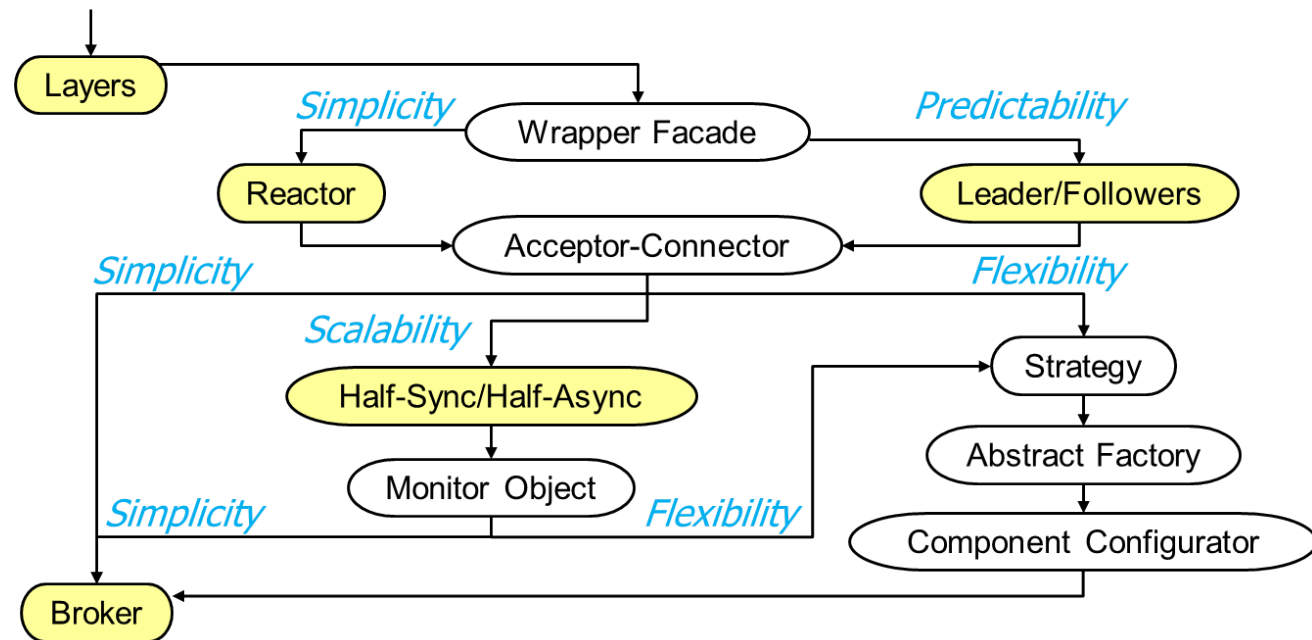 Layers
Simplicity
Predictability
Wrapper Facade
Reactor
Leader/Followers
Acceptor-Connector
Simplicity
Flexibility
Scalability
Strategy
Half-Sync/Half-Async
Abstract Factory
Monitor Object
Simplicity
Flexibility
Component Configurator
Broker